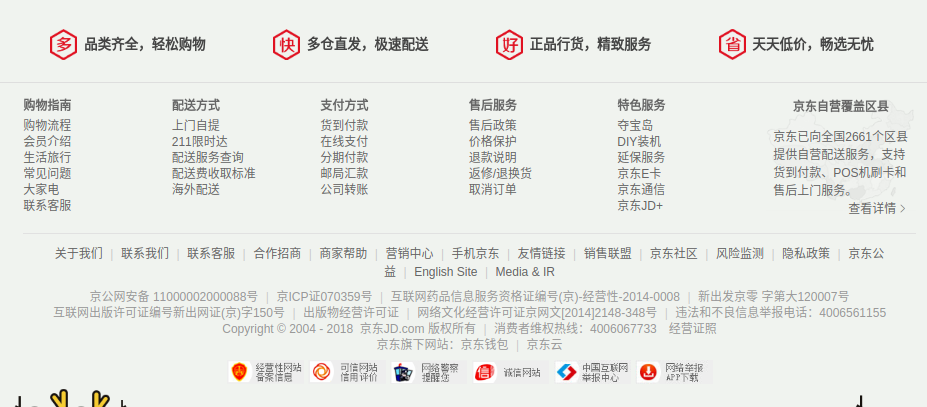 多 品类齐全，轻松购物 快 多仓直发，极速配送 好 正品行货，精致服务 省 天天低价，畅选无忧
购物指南
购物流程
会员介绍
生活旅行
常见问题
大家电
联系客服
配送方式
上门自提
211限时达
配送服务查询
配送费收取标准
海外配送
支付方式
货到付款
在线支付
分期付款
邮局汇款
公司转账
售后服务
售后政策
价格保护
退款说明
返修/退换货
取消订单
特色服务
夺宝岛
DIY装机
延保服务
京东E卡
京东通信
京东JD+
京东自营覆盖区县
京东已向全国2661个区县
提供自营配送服务，支持
货到付款、POS机刷卡和
售后上门服务。
查看详情 >
关于我们 | 联系我们 | 联系客服 | 合作招商 | 商家帮助 | 营销中心 | 手机京东 | 友情链接 | 销售联盟 | 京东社区 | 风险监测 | 隐私政策 | 京东公
益 | English Site | Media & IR
京公网安备 11000002000088号 | 京ICP证070359号 | 互联网药品信息服务资格证编号(京)-经营性-2014-0008 | 新出发京零 字第大120007号
互联网出版许可证编号新出网证(京)字150号 | 出版物经营许可证 | 网络文化经营许可证京网文[2014]2148-348号 | 违法和不良信息举报电话：4006561155
Copyright © 2004 - 2018 京东JD.com 版权所有 | 消费者维权热线：4006067733 经营证照
京东旗下网站：京东钱包 | 京东云
经营性网站
备案信息
可信网站
信用评价
网络警察
提醒您
诚信网站
中国互联网
举报中心
网络举报
APP下载